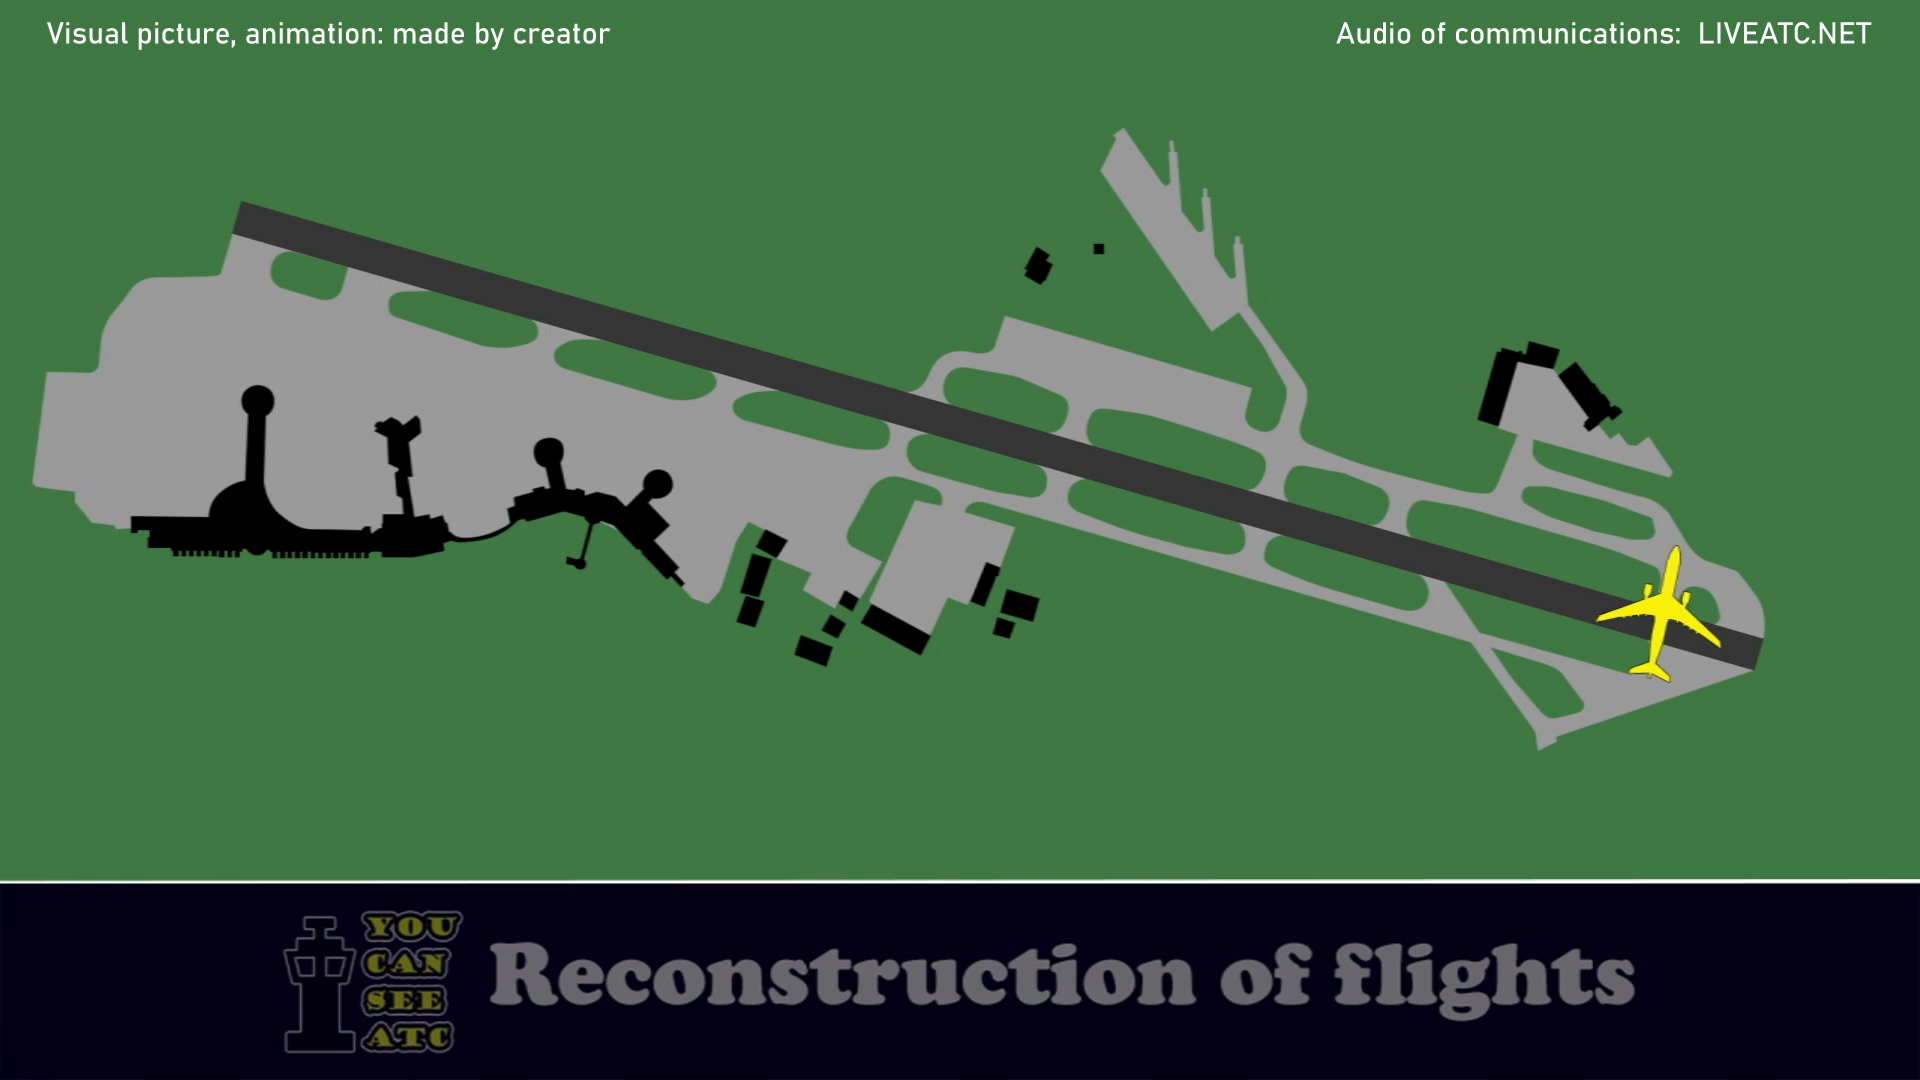 Visual picture, animation: made by creator
Audio of communications: LIVEATC.NET
YOU
CAN
SEE
ATC
Reconstruction of flights